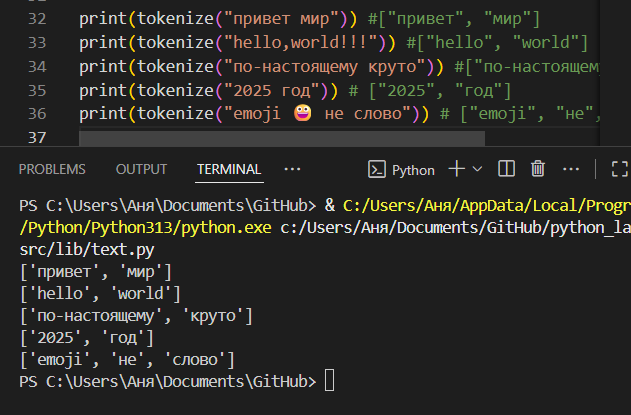 32 print(tokenize("привет мир")) #["привет", "мир"]
33 print(tokenize("hello,world!!!")) #["hello", "world"]
34 print(tokenize("по-настоящему круто")) #["по-настоящем
35 print(tokenize("2025 год")) # ["2025", "год"]
36 print(tokenize("emoji 😀 не слово")) # ["emoji", "не",
37
PROBLEMS OUTPUT TERMINAL ··· Python
PS C:\Users\Аня\Documents\GitHub> & C:/Users/Аня/AppData/Local/Progr
/Python/Python313/python.exe c:/Users/Аня/Documents/GitHub/python_la
src/lib/text.py
['привет', 'мир']
['hello', 'world']
['по-настоящему', 'круто']
['2025', 'год']
['emoji', 'не', 'слово']
PS C:\Users\Аня\Documents\GitHub>